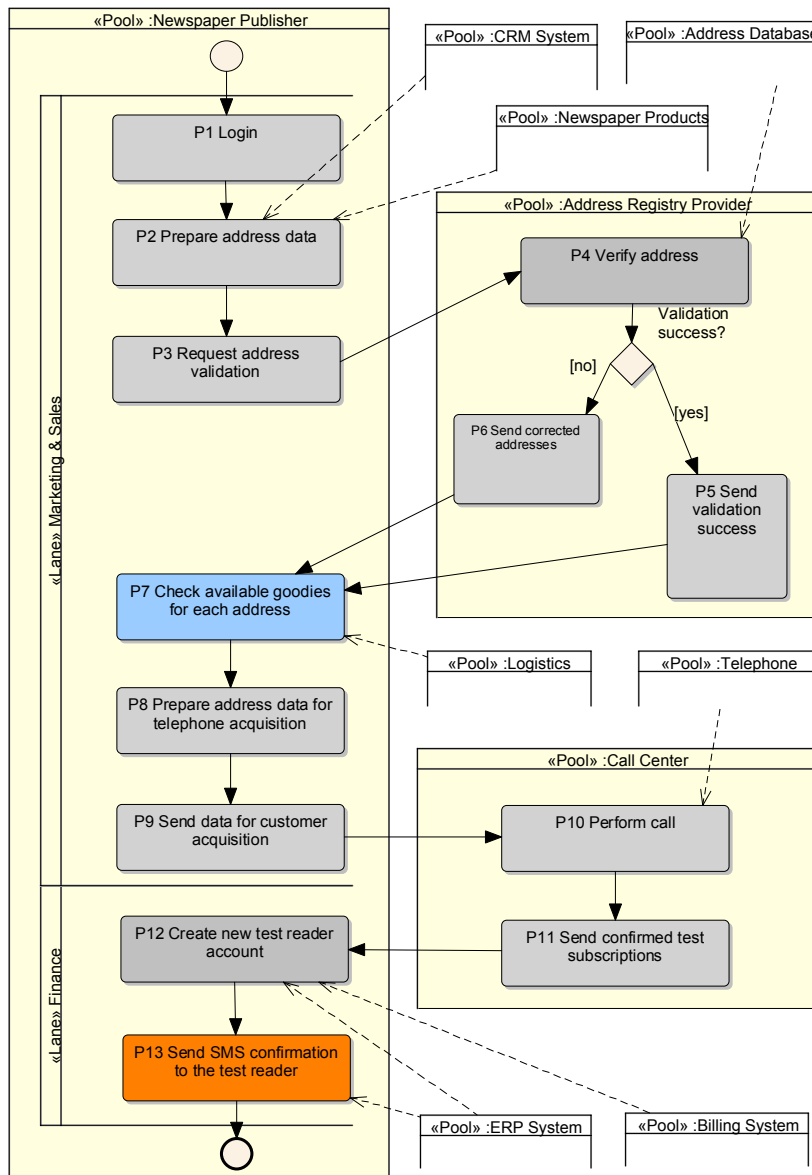 «Pool» :Newspaper Publisher
«Pool» :CRM System
«Pool» :Address Database
«Pool» :Newspaper Products
«Lane» Marketing & Sales
P1 Login
P2 Prepare address data
P3 Request address
validation
«Pool» :Address Registry Provider
P4 Verify address
Validation
success?
[no]
[yes]
P6 Send corrected
addresses
P5 Send
validation
success
P7 Check available goodies
for each address
«Pool» :Logistics
«Pool» :Telephone
P8 Prepare address data for
telephone acquisition
P9 Send data for customer
acquisition
«Pool» :Call Center
P10 Perform call
P11 Send confirmed test
subscriptions
«Lane» Finance
P12 Create new test reader
account
P13 Send SMS confirmation
to the test reader
«Pool» :ERP System
«Pool» :Billing System